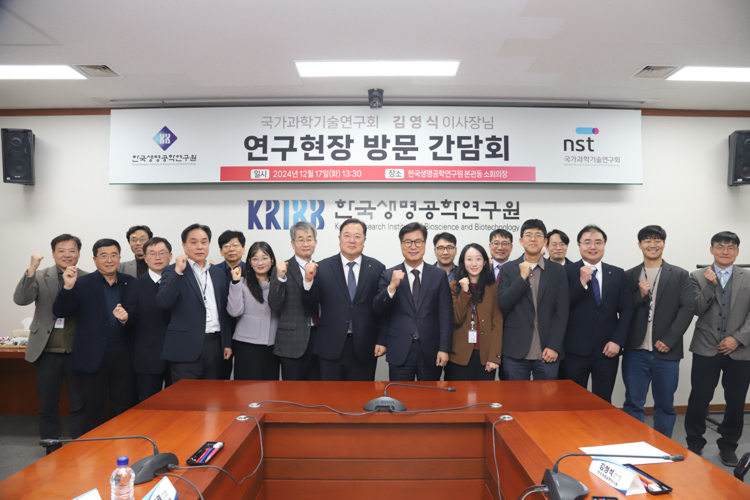 국가과학기술연구회 김영식 이사장님
연구현장 방문 간담회
일시 2024년 12월 17일(화) 13:30 장소 한국생명공학연구원 본관동 소회의장
한국생명공학연구원
nst
국가과학기술연구회
KRIBB 한국생명공학연구원
Research Institute of Bioscience and Biotechnology